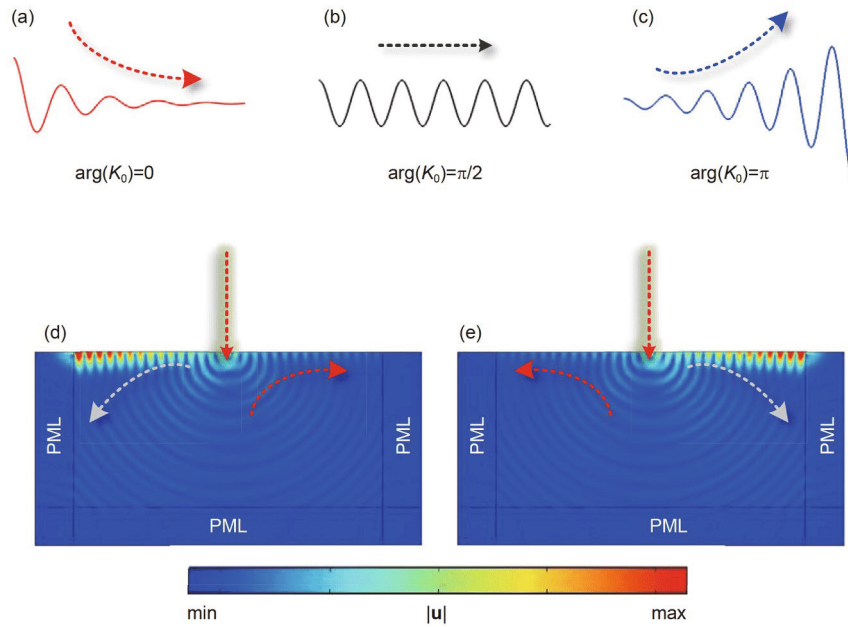 (a)
(b)
(c)
arg(K₀)=0
arg(K₀)=π/2
arg(K₀)=π
(d)
(e)
PML
PML
PML
PML
PML
PML
min
|u|
max